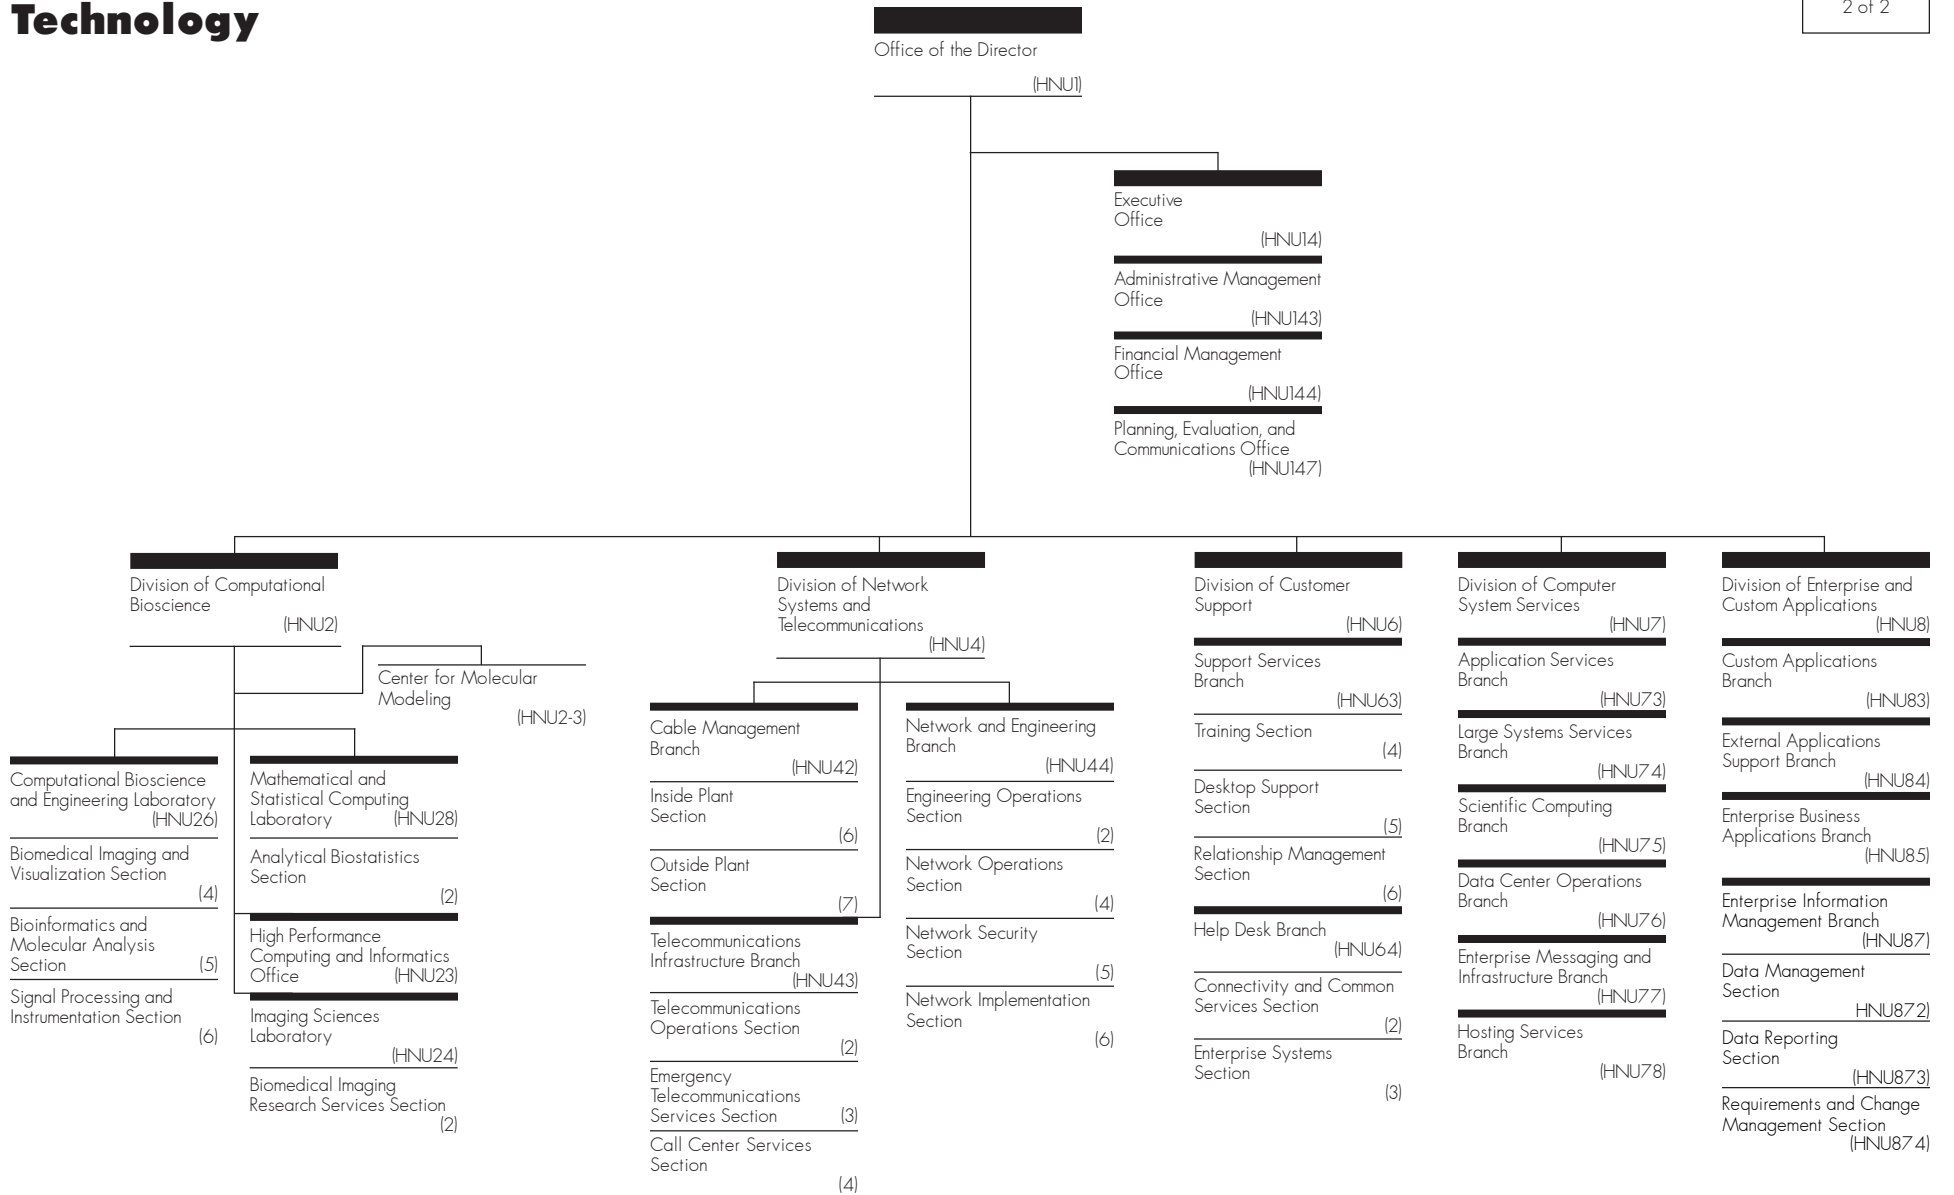 Technology
2 of 2
Office of the Director
(HNU1)
Executive
Office
(HNU14)
Administrative Management
Office
(HNU143)
Financial Management
Office
(HNU144)
Planning, Evaluation, and
Communications Office
(HNU147)
Division of Computational
Bioscience
(HNU2)
Center for Molecular
Modeling
(HNU2-3)
Computational Bioscience
and Engineering Laboratory
(HNU26)
Biomedical Imaging and
Visualization Section
(4)
Bioinformatics and
Molecular Analysis
Section (5)
Signal Processing and
Instrumentation Section
(6)
Mathematical and
Statistical Computing
Laboratory (HNU28)
Analytical Biostatistics
Section
(2)
High Performance
Computing and Informatics
Office (HNU23)
Imaging Sciences
Laboratory
(HNU24)
Biomedical Imaging
Research Services Section
(2)
Division of Network
Systems and
Telecommunications
(HNU4)
Cable Management
Branch
(HNU42)
Inside Plant
Section
(6)
Outside Plant
Section
(7)
Telecommunications
Infrastructure Branch
(HNU43)
Telecommunications
Operations Section
(2)
Emergency
Telecommunications
Services Section (3)
Call Center Services
Section
(4)
Network and Engineering
Branch
(HNU44)
Engineering Operations
Section
(2)
Network Operations
Section
(4)
Network Security
Section
(5)
Network Implementation
Section
(6)
Division of Customer
Support
(HNU6)
Support Services
Branch
(HNU63)
Training Section
(4)
Desktop Support
Section
(5)
Relationship Management
Section
(6)
Help Desk Branch
(HNU64)
Connectivity and Common
Services Section
(2)
Enterprise Systems
Section
(3)
Division of Computer
System Services
(HNU7)
Application Services
Branch
(HNU73)
Large Systems Services
Branch
(HNU74)
Scientific Computing
Branch
(HNU75)
Data Center Operations
Branch
(HNU76)
Enterprise Messaging and
Infrastructure Branch
(HNU77)
Hosting Services
Branch
(HNU78)
Division of Enterprise and
Custom Applications
(HNU8)
Custom Applications
Branch
(HNU83)
External Applications
Support Branch
(HNU84)
Enterprise Business
Applications Branch
(HNU85)
Enterprise Information
Management Branch
(HNU87)
Data Management
Section
HNU872)
Data Reporting
Section
(HNU873)
Requirements and Change
Management Section
(HNU874)